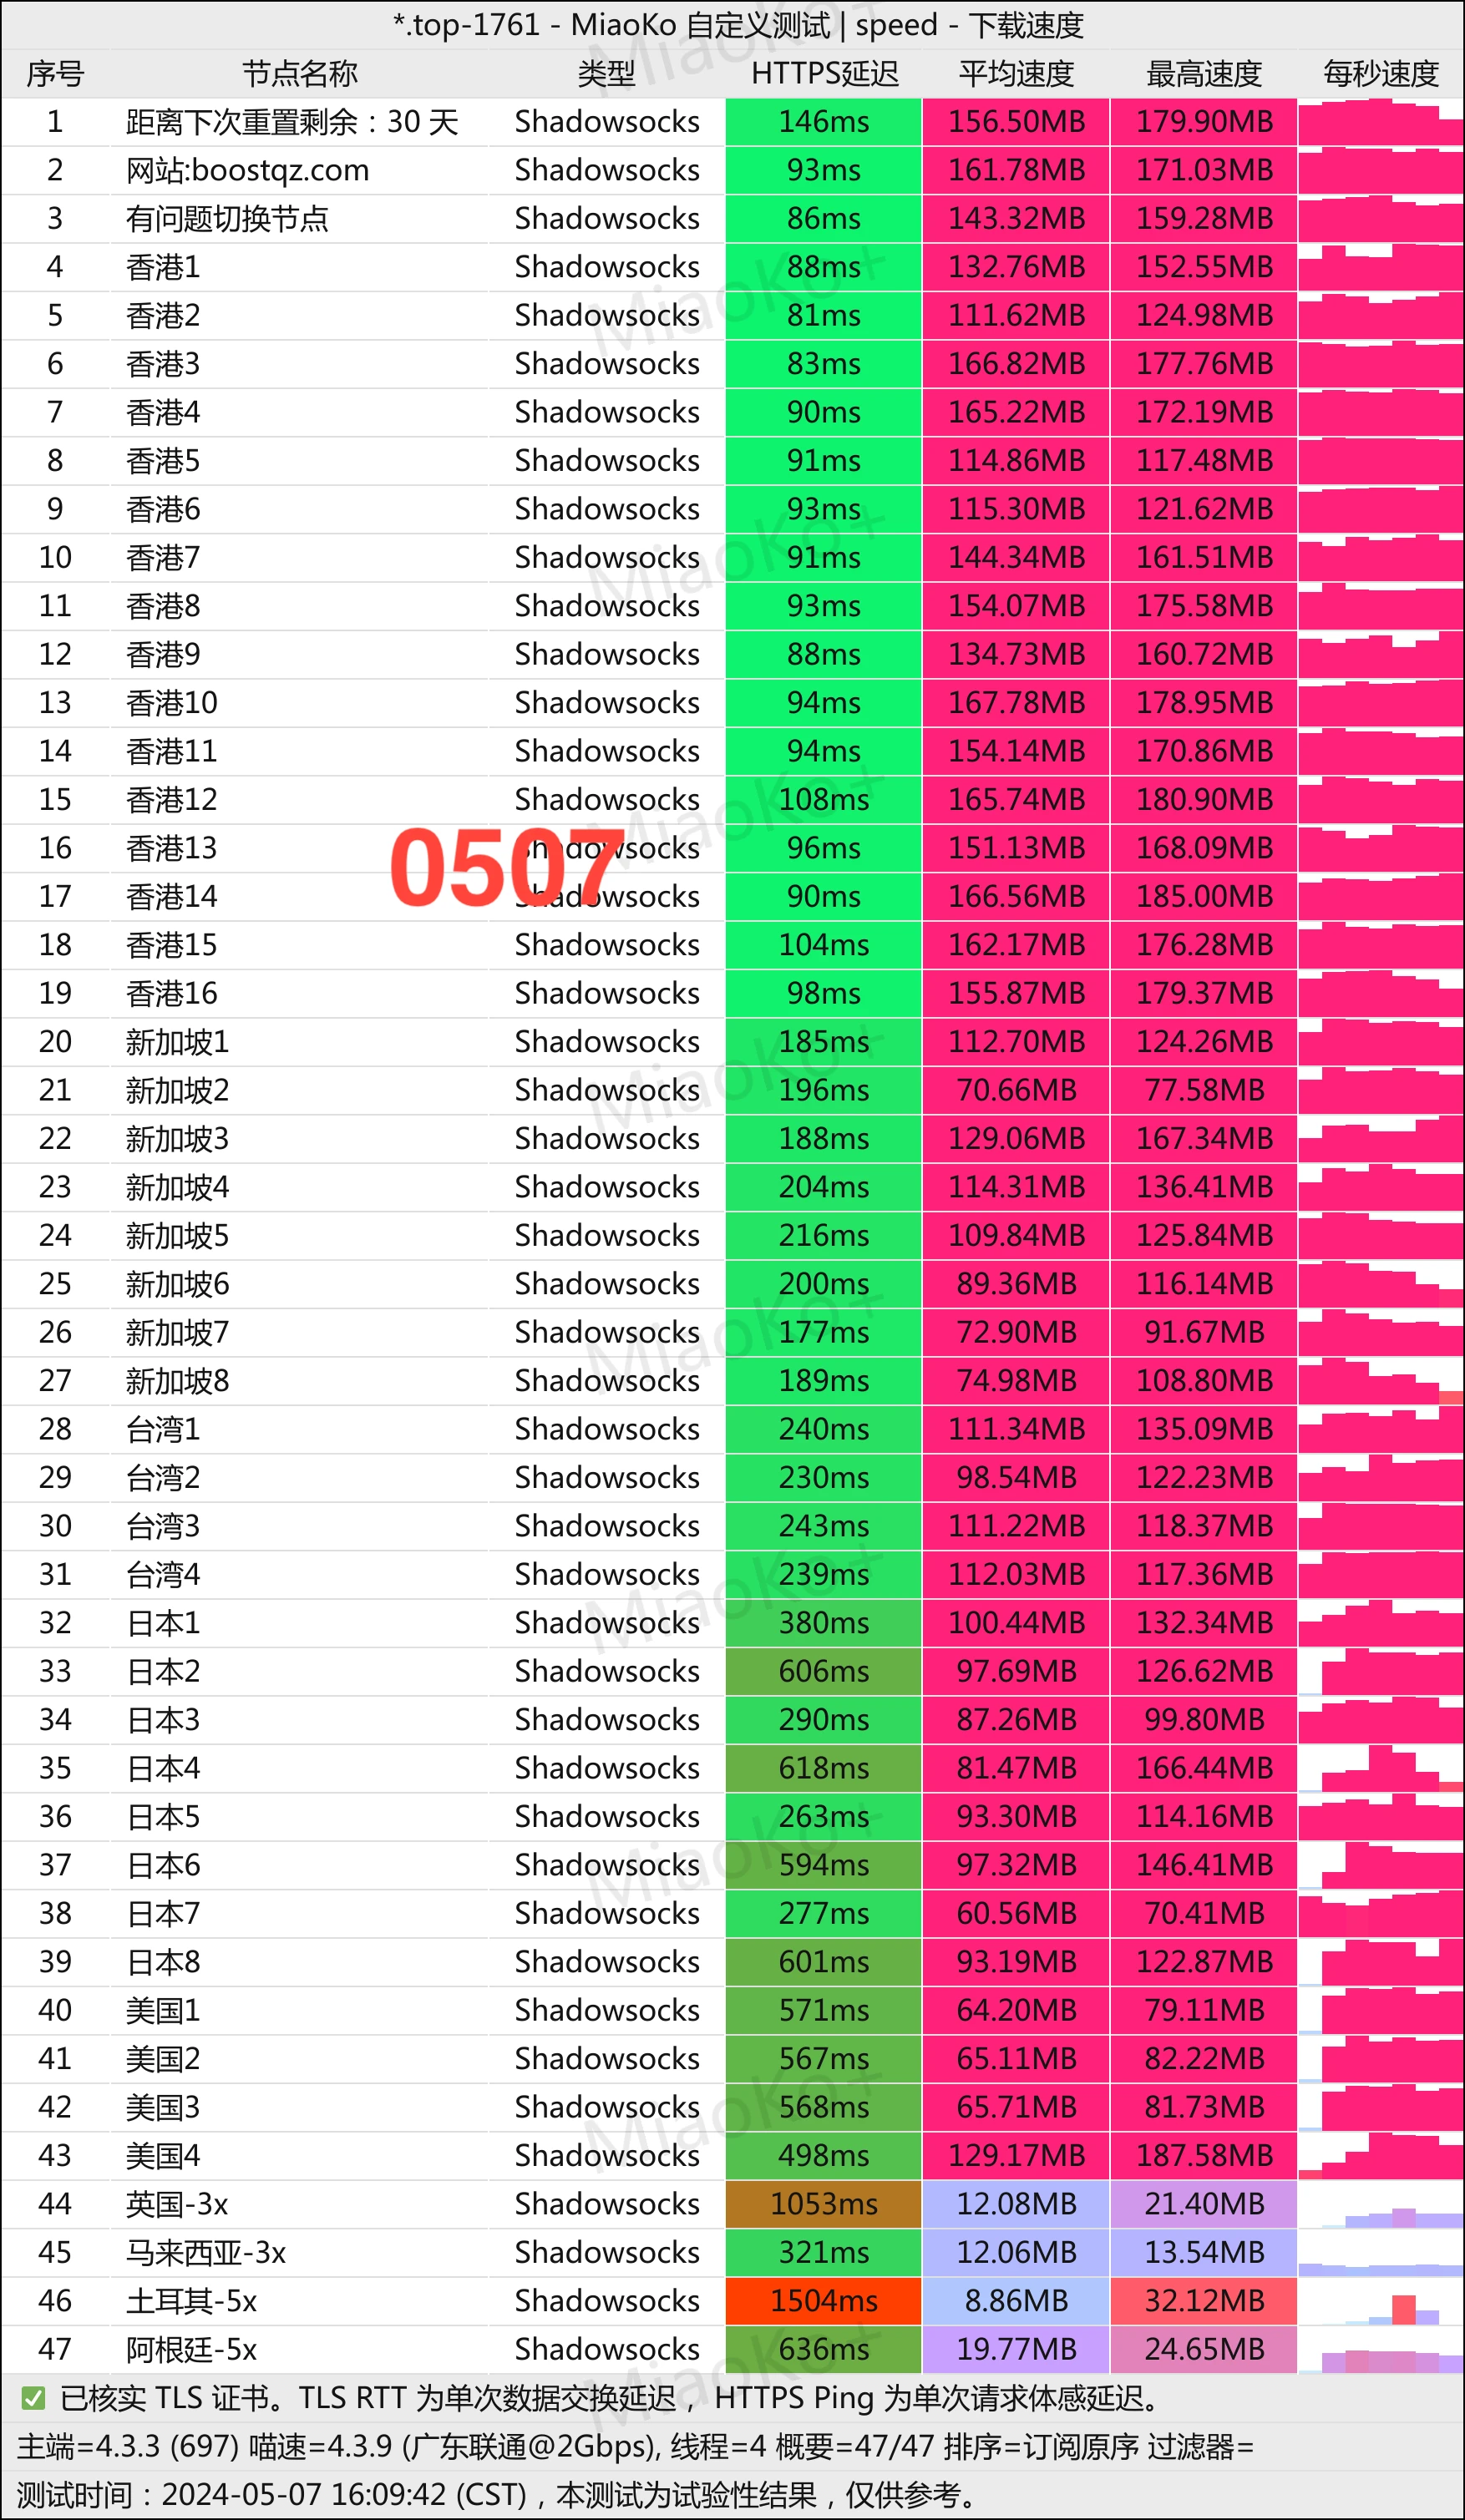 *.top-1761 - MiaoKo 自定义测试 | speed - 下载速度
序号 节点名称 类型 HTTPS延迟 平均速度 最高速度 每秒速度
1 距离下次重置剩余：30 天 Shadowsocks 146ms 156.50MB 179.90MB
2 网站:boostqz.com Shadowsocks 93ms 161.78MB 171.03MB
3 有问题切换节点 Shadowsocks 86ms 143.32MB 159.28MB
4 香港1 Shadowsocks 88ms 132.76MB 152.55MB
5 香港2 Shadowsocks 81ms 111.62MB 124.98MB
6 香港3 Shadowsocks 83ms 166.82MB 177.76MB
7 香港4 Shadowsocks 90ms 165.22MB 172.19MB
8 香港5 Shadowsocks 91ms 114.86MB 117.48MB
9 香港6 Shadowsocks 93ms 115.30MB 121.62MB
10 香港7 Shadowsocks 91ms 144.34MB 161.51MB
11 香港8 Shadowsocks 93ms 154.07MB 175.58MB
12 香港9 Shadowsocks 88ms 134.73MB 160.72MB
13 香港10 Shadowsocks 94ms 167.78MB 178.95MB
14 香港11 Shadowsocks 94ms 154.14MB 170.86MB
15 香港12 Shadowsocks 108ms 165.74MB 180.90MB
16 香港13 Shadowsocks 96ms 151.13MB 168.09MB
0507
17 香港14 Shadowsocks 90ms 166.56MB 185.00MB
18 香港15 Shadowsocks 104ms 162.17MB 176.28MB
19 香港16 Shadowsocks 98ms 155.87MB 179.37MB
20 新加坡1 Shadowsocks 185ms 112.70MB 124.26MB
21 新加坡2 Shadowsocks 196ms 70.66MB 77.58MB
22 新加坡3 Shadowsocks 188ms 129.06MB 167.34MB
23 新加坡4 Shadowsocks 204ms 114.31MB 136.41MB
24 新加坡5 Shadowsocks 216ms 109.84MB 125.84MB
25 新加坡6 Shadowsocks 200ms 89.36MB 116.14MB
26 新加坡7 Shadowsocks 177ms 72.90MB 91.67MB
27 新加坡8 Shadowsocks 189ms 74.98MB 108.80MB
28 台湾1 Shadowsocks 240ms 111.34MB 135.09MB
29 台湾2 Shadowsocks 230ms 98.54MB 122.23MB
30 台湾3 Shadowsocks 243ms 111.22MB 118.37MB
31 台湾4 Shadowsocks 239ms 112.03MB 117.36MB
32 日本1 Shadowsocks 380ms 100.44MB 132.34MB
33 日本2 Shadowsocks 606ms 97.69MB 126.62MB
34 日本3 Shadowsocks 290ms 87.26MB 99.80MB
35 日本4 Shadowsocks 618ms 81.47MB 166.44MB
36 日本5 Shadowsocks 263ms 93.30MB 114.16MB
37 日本6 Shadowsocks 594ms 97.32MB 146.41MB
38 日本7 Shadowsocks 277ms 60.56MB 70.41MB
39 日本8 Shadowsocks 601ms 93.19MB 122.87MB
40 美国1 Shadowsocks 571ms 64.20MB 79.11MB
41 美国2 Shadowsocks 567ms 65.11MB 82.22MB
42 美国3 Shadowsocks 568ms 65.71MB 81.73MB
43 美国4 Shadowsocks 498ms 129.17MB 187.58MB
44 英国-3x Shadowsocks 1053ms 12.08MB 21.40MB
45 马来西亚-3x Shadowsocks 321ms 12.06MB 13.54MB
46 土耳其-5x Shadowsocks 1504ms 8.86MB 32.12MB
47 阿根廷-5x Shadowsocks 636ms 19.77MB 24.65MB
✅ 已核实 TLS 证书。TLS RTT 为单次数据交换延迟， HTTPS Ping 为单次请求体感延迟。
主端=4.3.3 (697) 喵速=4.3.9 (广东联通@2Gbps), 线程=4 概要=47/47 排序=订阅原序 过滤器=
测试时间：2024-05-07 16:09:42 (CST)，本测试为试验性结果，仅供参考。